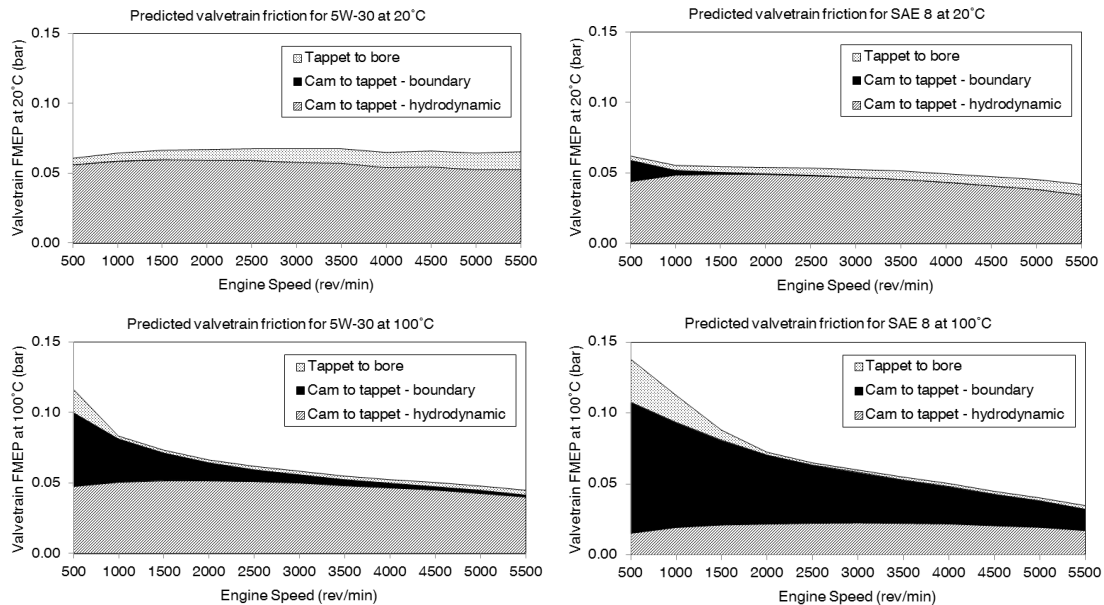 Predicted valvetrain friction for 5W-30 at 20˚C
Valvetrain FMEP at 20˚C (bar)
0.15
0.10
0.05
0.00
Tappet to bore
Cam to tappet - boundary
Cam to tappet - hydrodynamic
500 1000 1500 2000 2500 3000 3500 4000 4500 5000 5500
Engine Speed (rev/min)
Predicted valvetrain friction for SAE 8 at 20˚C
Valvetrain FMEP at 20˚C (bar)
0.15
0.10
0.05
0.00
Tappet to bore
Cam to tappet - boundary
Cam to tappet - hydrodynamic
500 1000 1500 2000 2500 3000 3500 4000 4500 5000 5500
Engine Speed (rev/min)
Predicted valvetrain friction for 5W-30 at 100˚C
Valvetrain FMEP at 100˚C (bar)
0.15
0.10
0.05
0.00
Tappet to bore
Cam to tappet - boundary
Cam to tappet - hydrodynamic
500 1000 1500 2000 2500 3000 3500 4000 4500 5000 5500
Engine Speed (rev/min)
Predicted valvetrain friction for SAE 8 at 100˚C
Valvetrain FMEP at 100˚C (bar)
0.15
0.10
0.05
0.00
Tappet to bore
Cam to tappet - boundary
Cam to tappet - hydrodynamic
500 1000 1500 2000 2500 3000 3500 4000 4500 5000 5500
Engine Speed (rev/min)